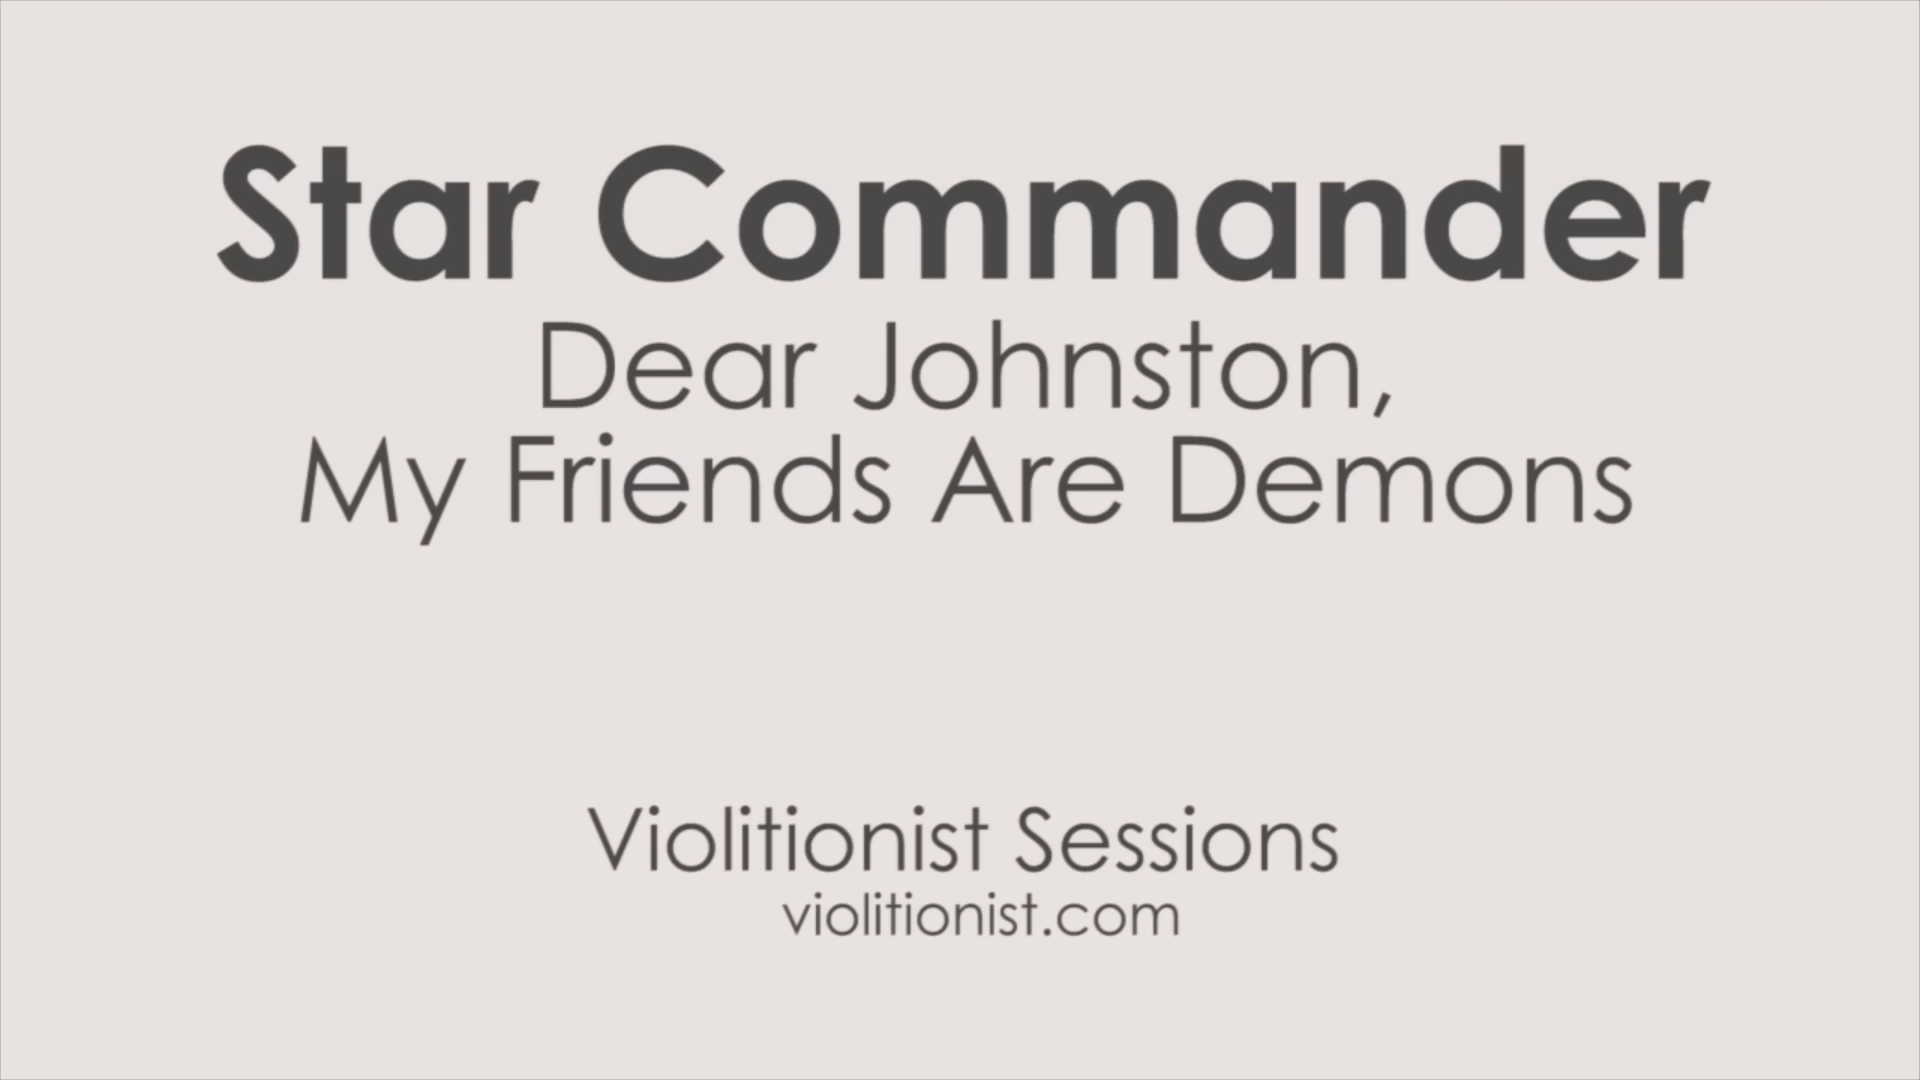 Star Commander
Dear Johnston,
My Friends Are Demons
Violitionist Sessions
violitionist.com